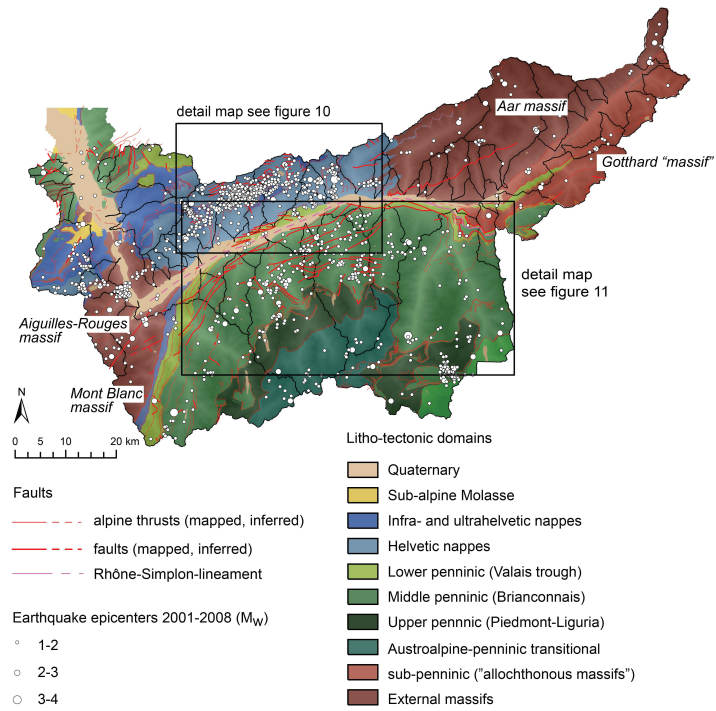 detail map see figure 10
Aar massif
Gotthard “massif”
detail map
see figure 11
Aiguilles-Rouges
massif
Mont Blanc
massif
N
0 5 10 20 km
Litho-tectonic domains
Quaternary
Sub-alpine Molasse
Infra- and ultrahelvetic nappes
Helvetic nappes
Lower penninic (Valais trough)
Middle penninic (Brianconnais)
Upper pennnic (Piedmont-Liguria)
Austroalpine-penninic transitional
sub-penninic (”allochthonous massifs”)
External massifs
Faults
alpine thrusts (mapped, inferred)
faults (mapped, inferred)
Rhône-Simplon-lineament
Earthquake epicenters 2001-2008 (Mw)
1-2
2-3
3-4